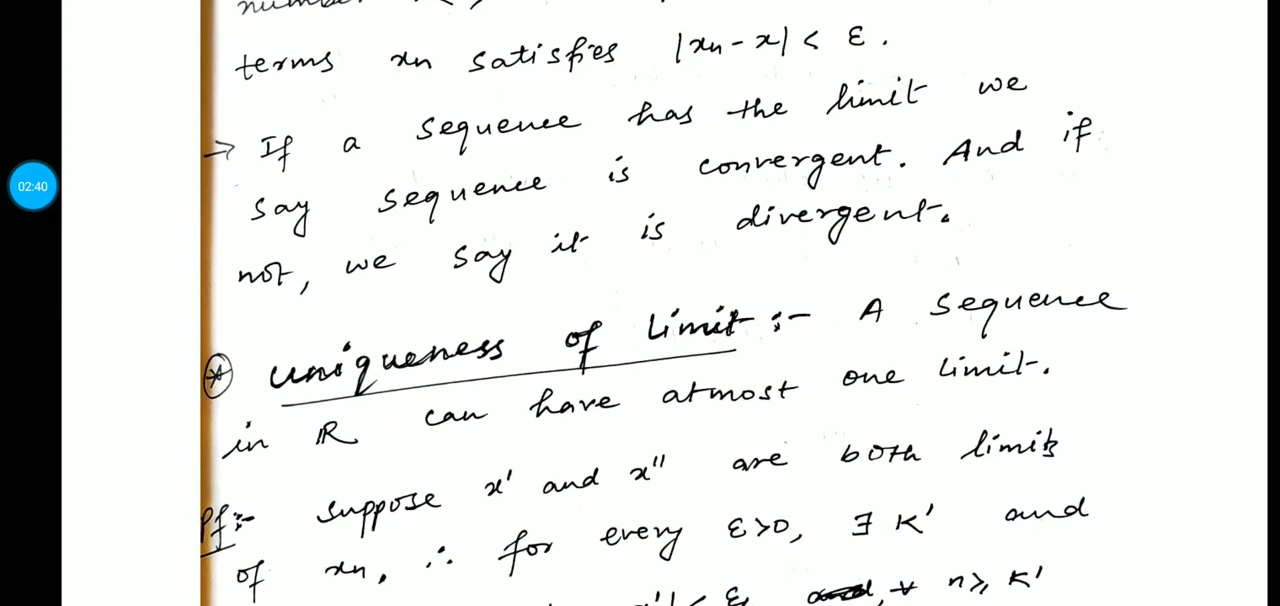 terms xn satisfies |xn - x| < ε.
→ If a sequence has the limit we
say sequence is convergent. And if
not, we say it is divergent.
02:40
⊛ uniqueness of Limit :- A sequence
in ℝ can have atmost one limit.
Pf:- suppose x' and x'' are both limits
of xn, ∴ for every ε>0, ∃ K' and
< ε ∀ n ≥ K'